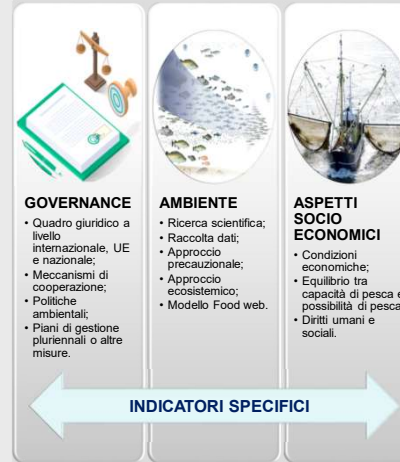 GOVERNANCE
• Quadro giuridico a
livello
internazionale, UE
e nazionale;
• Meccanismi di
cooperazione;
• Politiche
ambientali;
• Piani di gestione
pluriennali o altre
misure.
AMBIENTE
• Ricerca scientifica;
• Raccolta dati;
• Approccio
precauzionale;
• Approccio
ecosistemico;
• Modello Food web.
ASPETTI
SOCIO
ECONOMICI
• Condizioni
economiche;
• Equilibrio tra
capacità di pesca e
possibilità di pesca
• Diritti umani e
sociali.
INDICATORI SPECIFICI